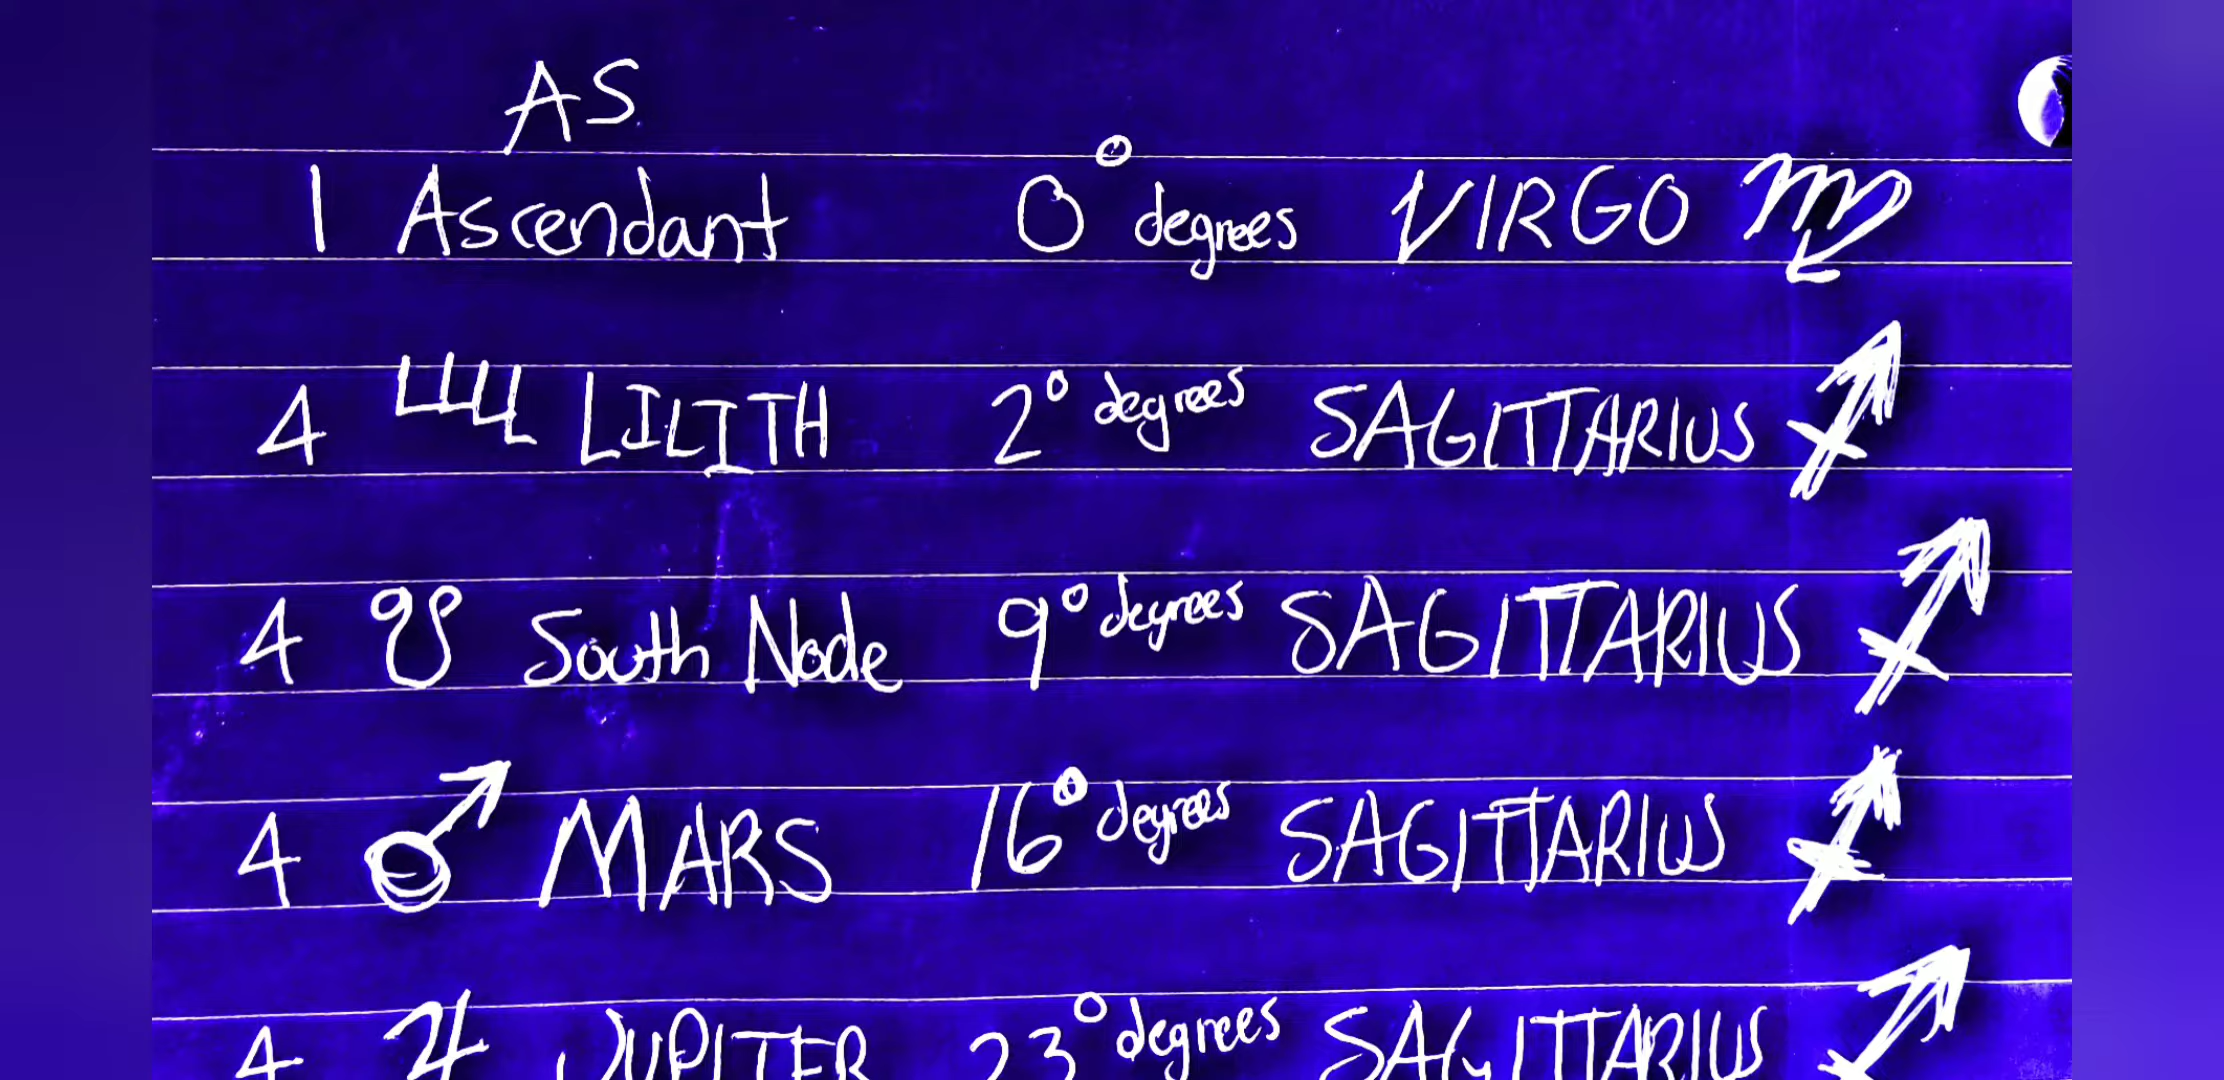 AS
1 Ascendant 0° degrees VIRGO ♍
4 LILITH 2° degrees SAGITTARIUS ♐
4 ☋ South Node 9° degrees SAGITTARIUS ♐
4 ♂ MARS 16° degrees SAGITTARIUS ♐
4 ♃ JUPITER 23° degrees SAGITTARIUS ♐